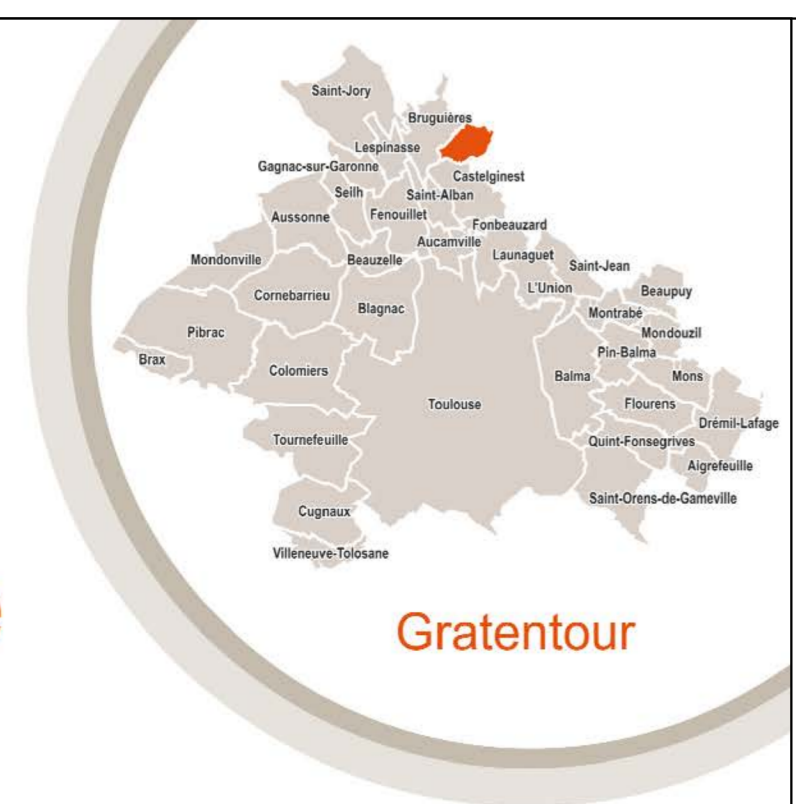 Saint-Jory
Bruguières
Lespinasse
Gagnac-sur-Garonne
Castelginest
Seilh
Saint-Alban
Aussonne
Fenouillet
Fonbeauzard
Aucamville
Launaguet
Mondonville
Beauzelle
Saint-Jean
L'Union
Beaupuy
Cornebarrieu
Blagnac
Montrabé
Pibrac
Mondouzil
Brax
Pin-Balma
Colomiers
Balma
Mons
Toulouse
Flourens
Drémil-Lafage
Tournefeuille
Quint-Fonsegrives
Aigrefeuille
Saint-Orens-de-Gameville
Cugnaux
Villeneuve-Tolosane
Gratentour